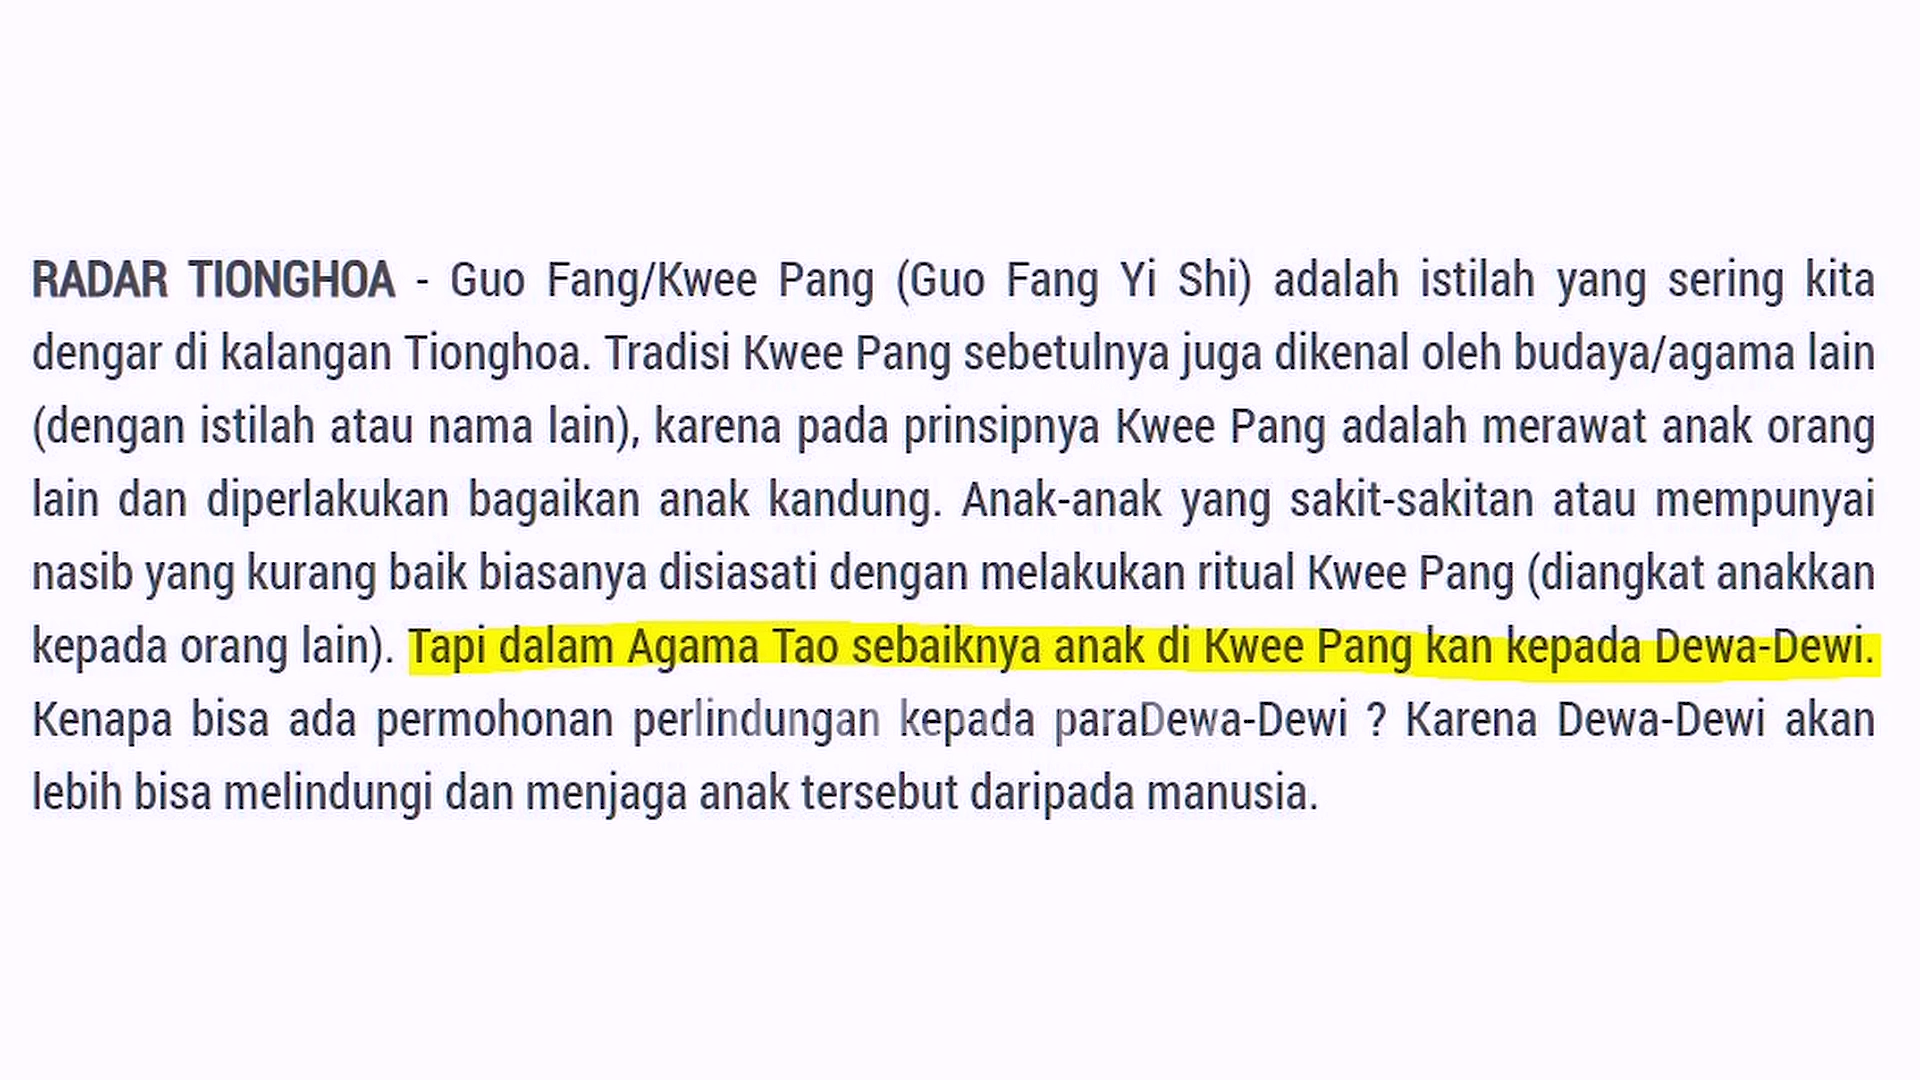 RADAR TIONGHOA - Guo Fang/Kwee Pang (Guo Fang Yi Shi) adalah istilah yang sering kita
dengar di kalangan Tionghoa. Tradisi Kwee Pang sebetulnya juga dikenal oleh budaya/agama lain
(dengan istilah atau nama lain), karena pada prinsipnya Kwee Pang adalah merawat anak orang
lain dan diperlakukan bagaikan anak kandung. Anak-anak yang sakit-sakitan atau mempunyai
nasib yang kurang baik biasanya disiasati dengan melakukan ritual Kwee Pang (diangkat anakkan
kepada orang lain). Tapi dalam Agama Tao sebaiknya anak di Kwee Pang kan kepada Dewa-Dewi.
Kenapa bisa ada permohonan perlindungan kepada paraDewa-Dewi ? Karena Dewa-Dewi akan
lebih bisa melindungi dan menjaga anak tersebut daripada manusia.